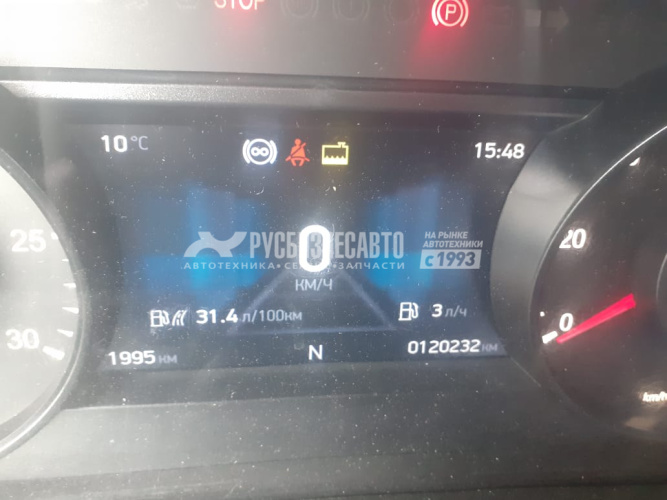 STOP
P
10°C
15:48
25
РУСБИЗНЕСАВТО
АВТОТЕХНИКА • СЕРВИС • ЗАПЧАСТИ
НА РЫНКЕ
АВТОТЕХНИКИ
с 1993
20
0
КМ/Ч
30
31.4 л/100км
3 л/ч
0
1995 КМ
N
0120232 КМ
km/h